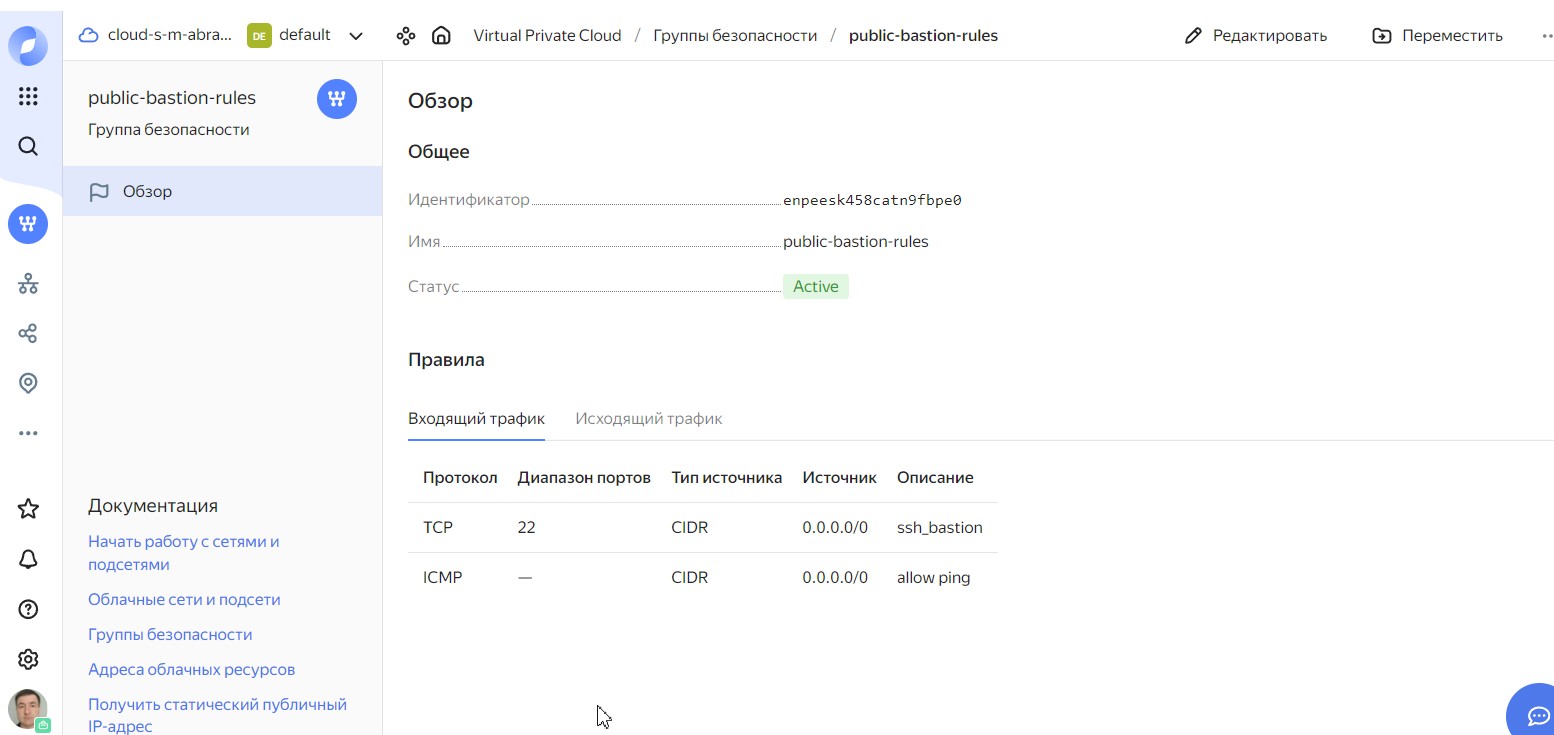 cloud-s-m-abra... DE default Virtual Private Cloud / Группы безопасности / public-bastion-rules Редактировать Переместить
public-bastion-rules
Группа безопасности
Обзор
Документация
Начать работу с сетями и
подсетями
Облачные сети и подсети
Группы безопасности
Адреса облачных ресурсов
Получить статический публичный
IP-адрес
Обзор
Общее
Идентификатор enpeesk458catn9fbpe0
Имя public-bastion-rules
Статус Active
Правила
Входящий трафик Исходящий трафик
Протокол Диапазон портов Тип источника Источник Описание
TCP 22 CIDR 0.0.0.0/0 ssh_bastion
ICMP — CIDR 0.0.0.0/0 allow ping